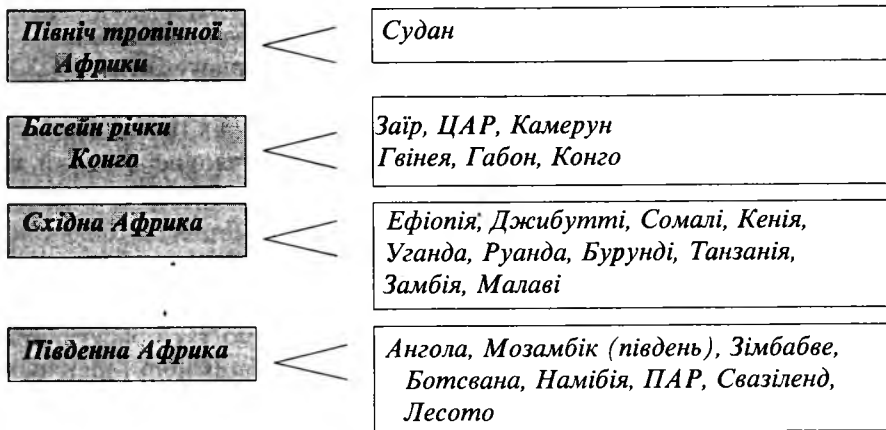 Північ тропічної
Африки
Судан
Басейн річки
Конго
Заїр, ЦАР, Камерун
Гвінея, Габон, Конго
Східна Африка
Ефіопія, Джибутті, Сомалі, Кенія,
Уганда, Руанда, Бурунді, Танзанія,
Замбія, Малаві
Південна Африка
Ангола, Мозамбік (південь), Зімбабве,
Ботсвана, Намібія, ПАР, Свазіленд,
Лесото